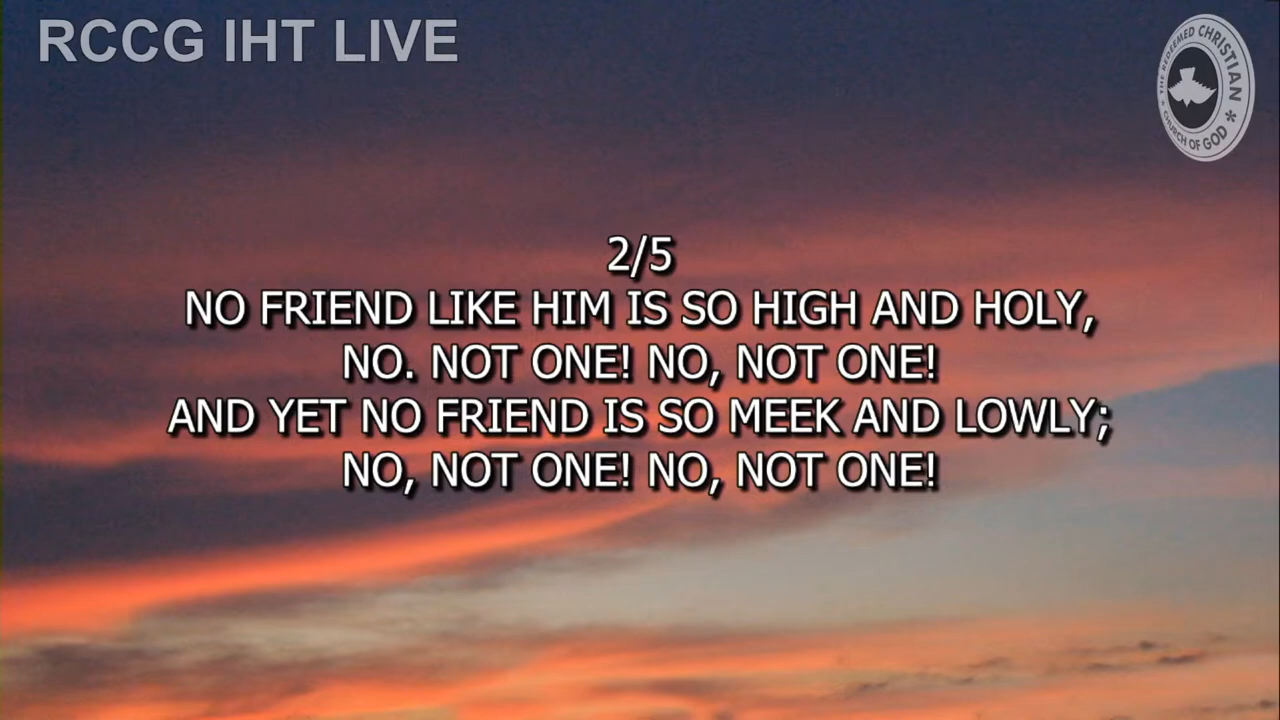 RCCG IHT LIVE
THE REDEEMED CHRISTIAN
CHURCH OF GOD
2/5
NO FRIEND LIKE HIM IS SO HIGH AND HOLY,
NO. NOT ONE! NO, NOT ONE!
AND YET NO FRIEND IS SO MEEK AND LOWLY;
NO, NOT ONE! NO, NOT ONE!